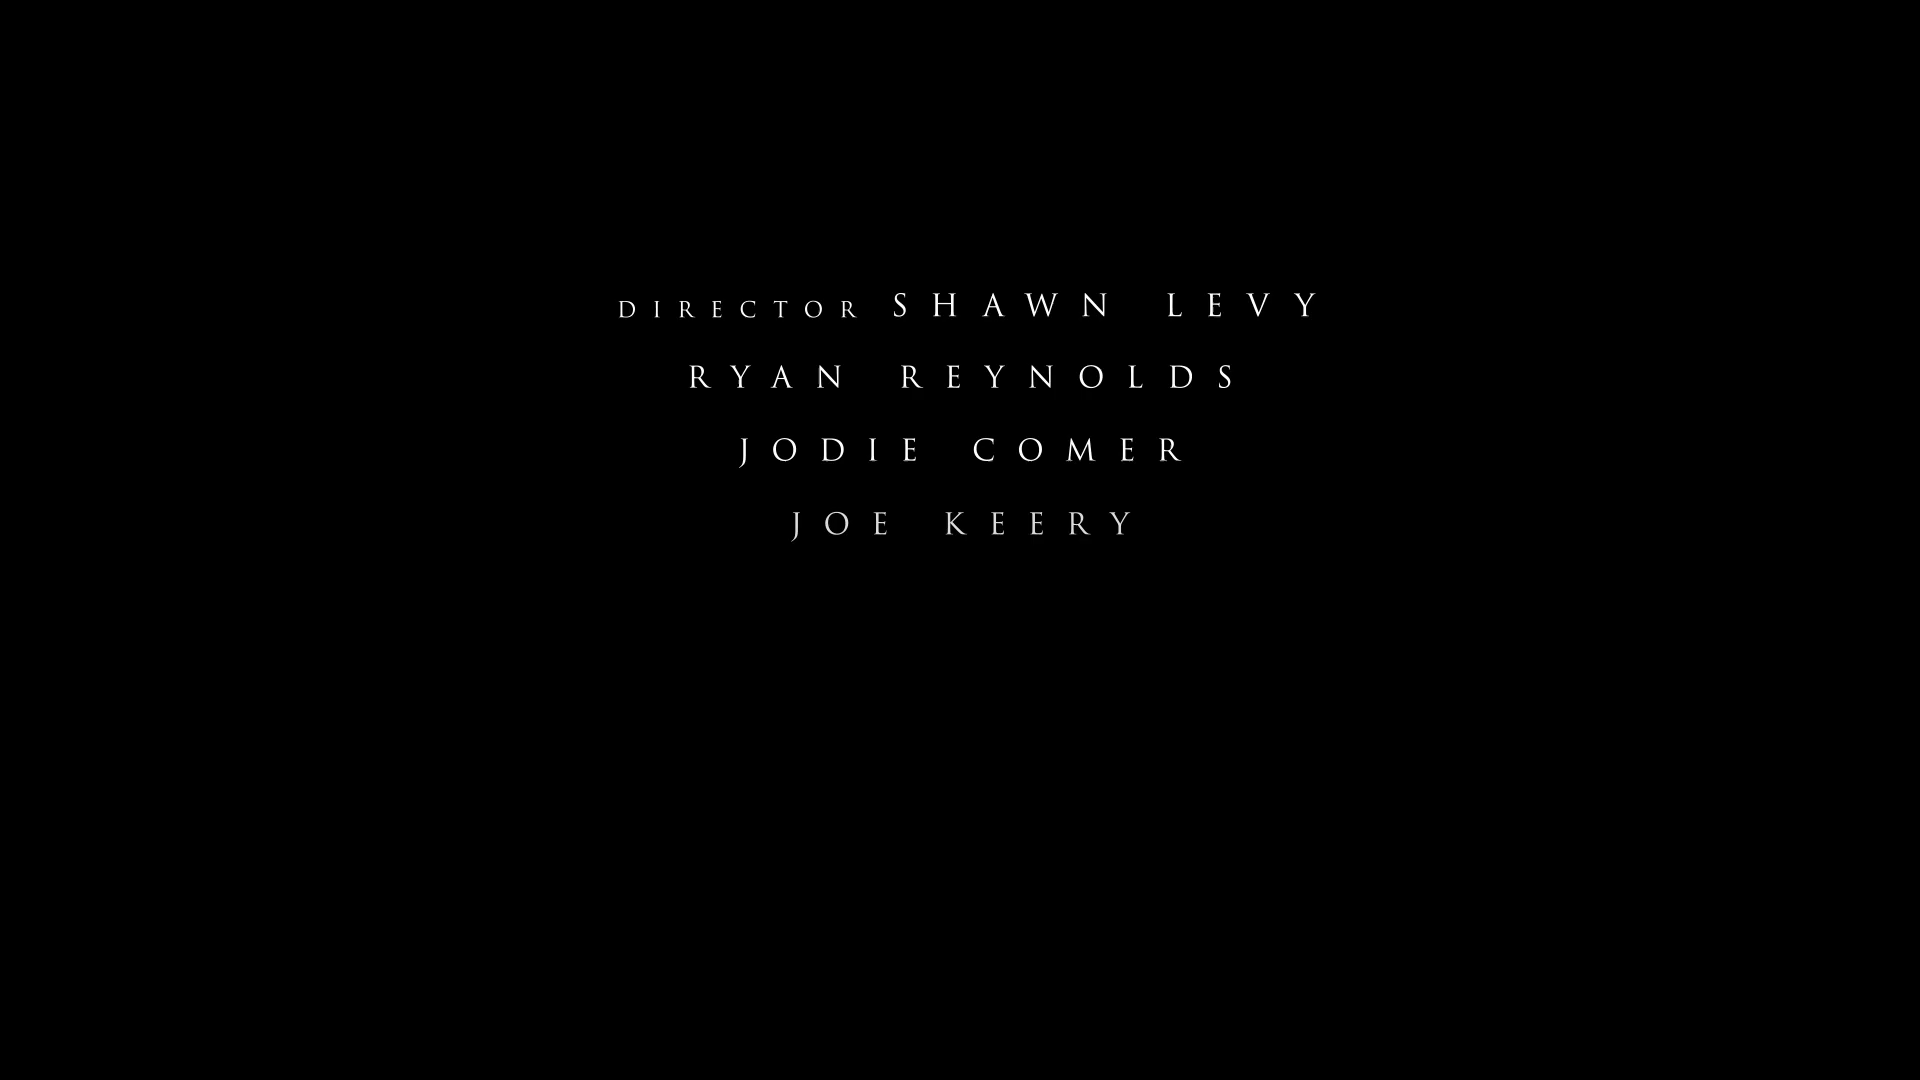 DIRECTOR SHAWN LEVY
RYAN REYNOLDS
JODIE COMER
JOE KEERY